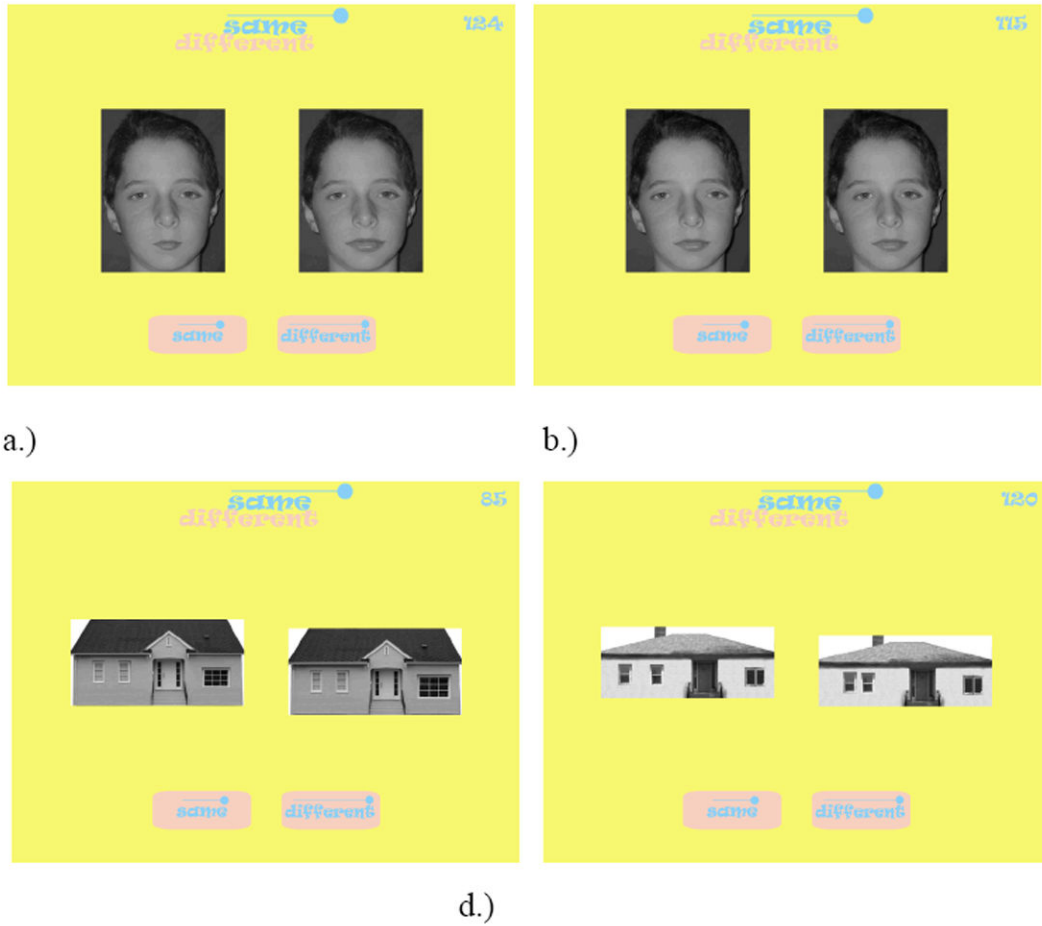 same 124
different
same different
same 115
different
same different
a.) b.)
same 85
different
same different
same 120
different
same different
d.)